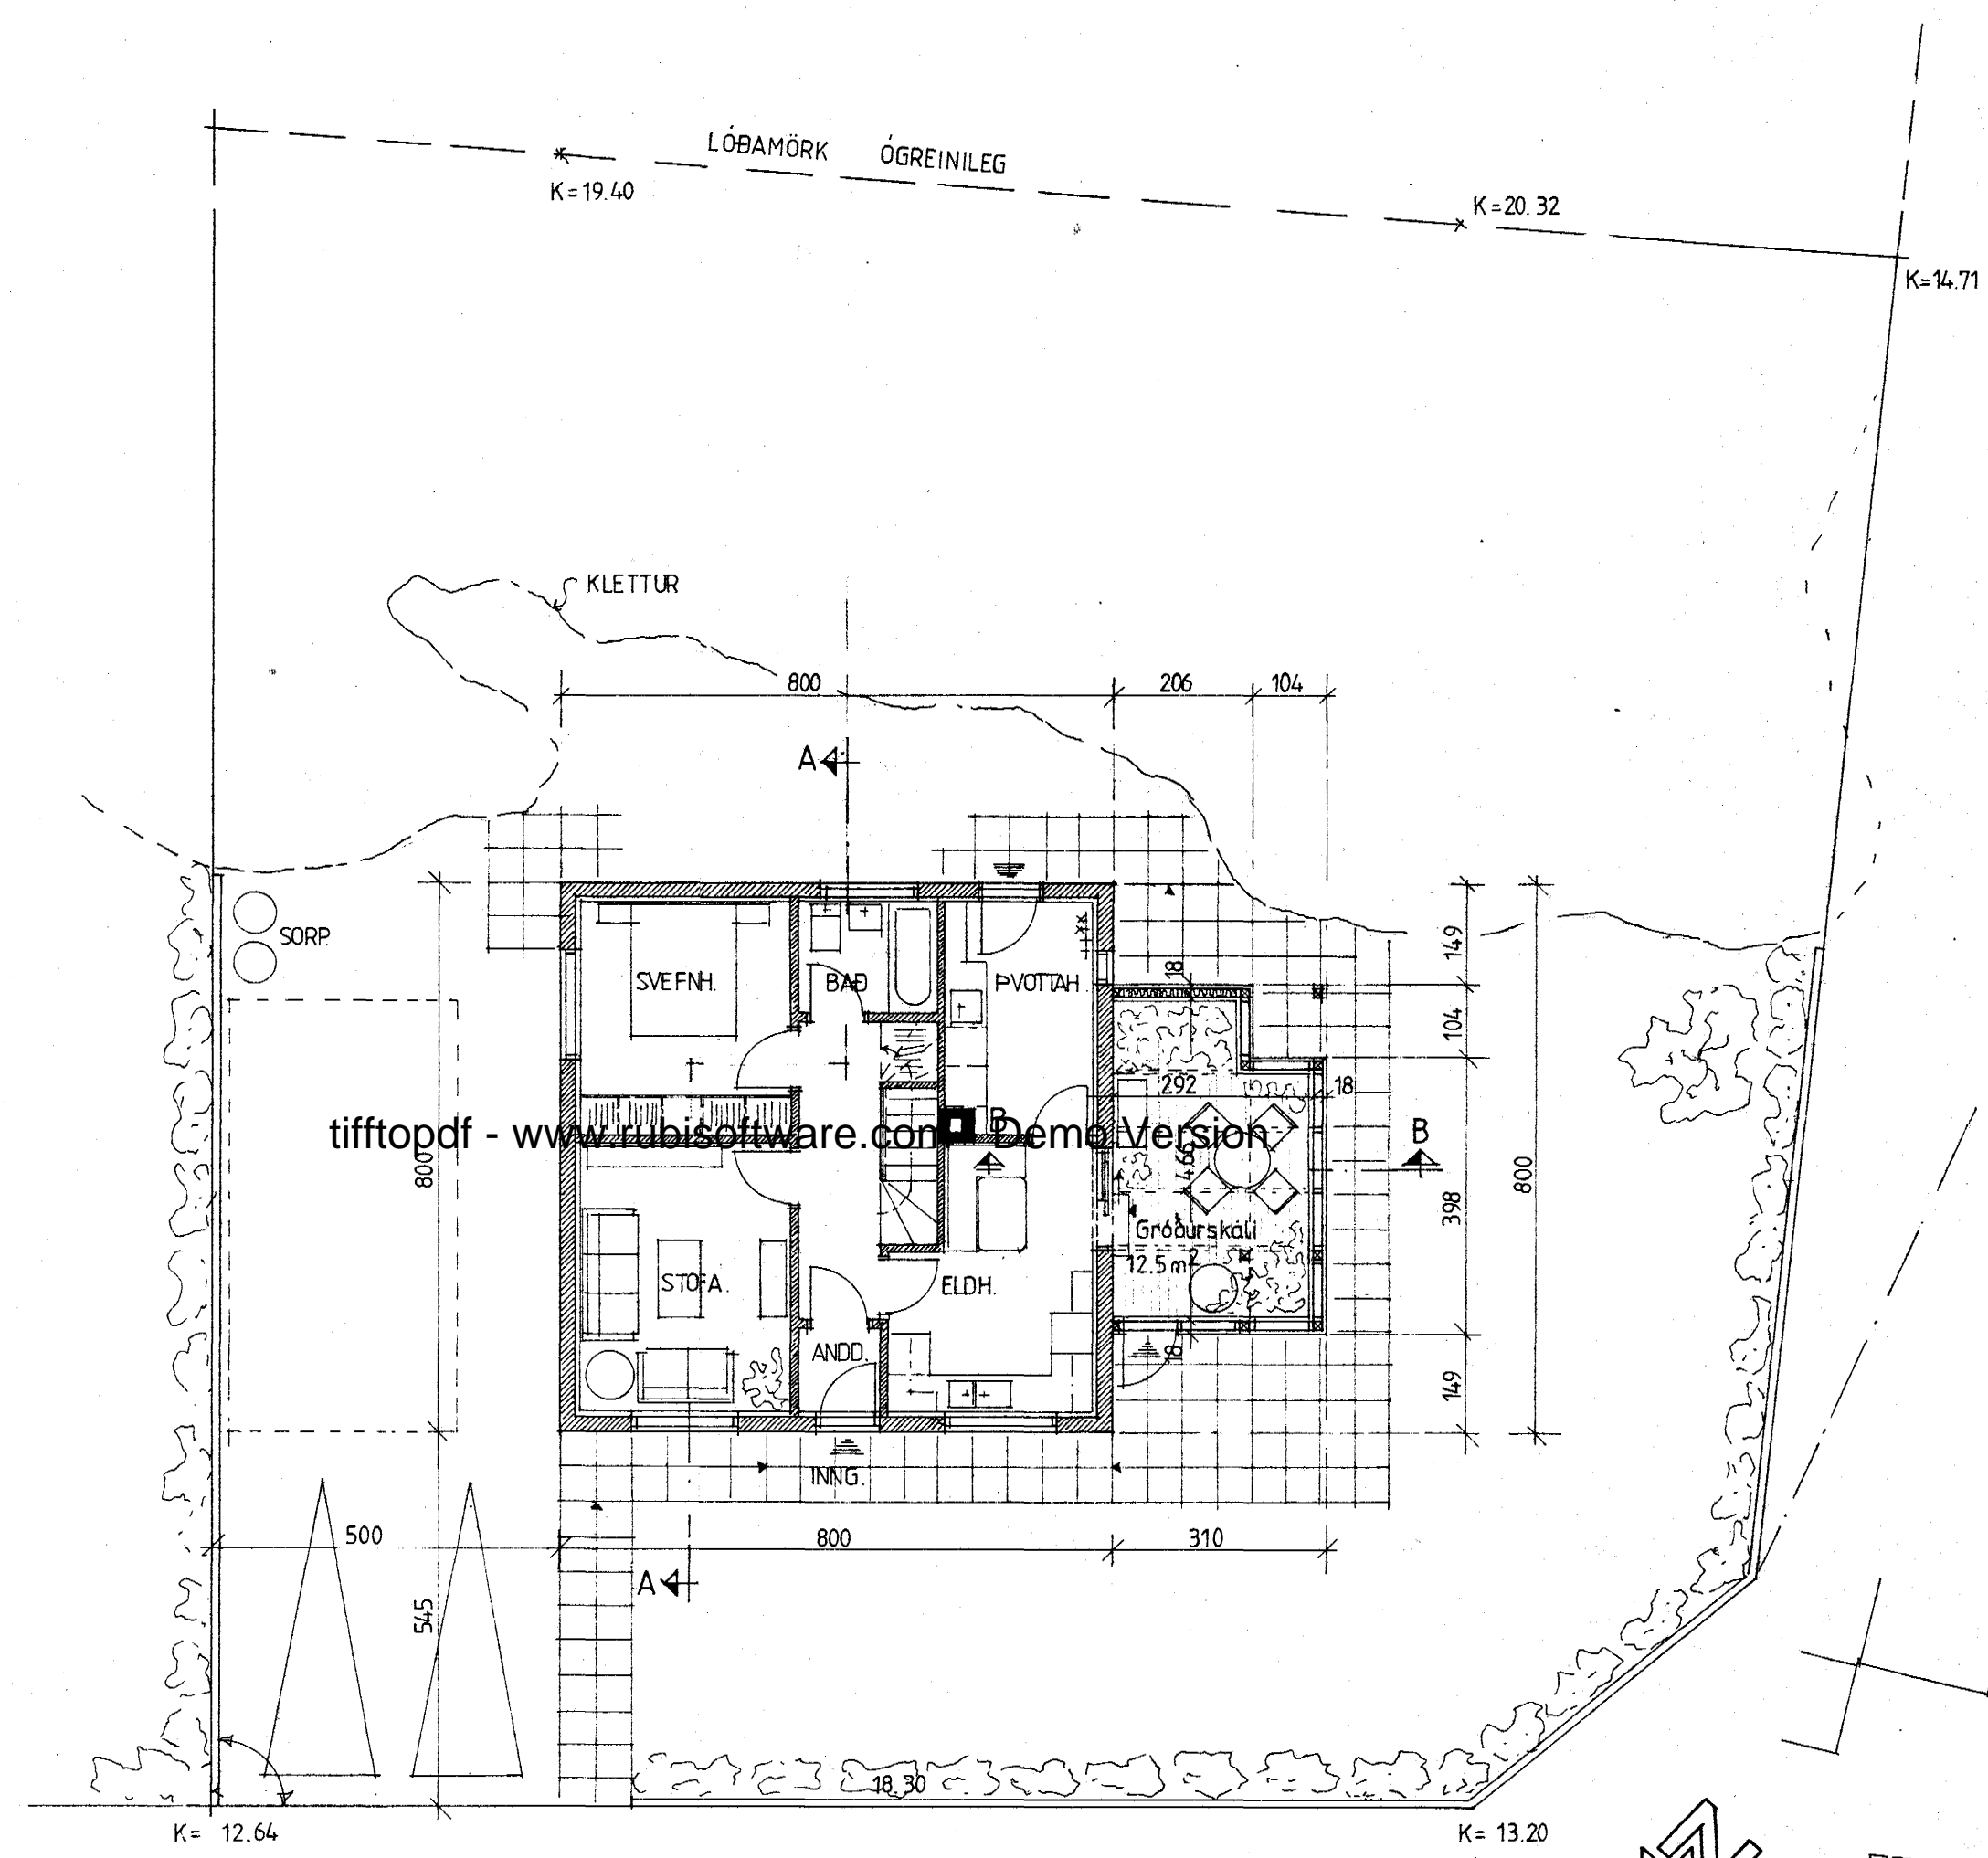 LÓÐAMÖRK ÓGREINILEG
K=19.40
K=20.32
K=14.71
KLETTUR
800
206
104
A
SORP.
149
SVEFNH.
BAÐ
ÞVOTTAH.
18
104
292
18
B
B
tifftopdf - www.rubisoftware.com - Demo Version
800
466
398
800
Gróðurskáli
12.5 m²
STOFA.
ELDH.
ANDD.
18
149
INNG.
500
800
310
A
545
18.30
K= 12.64
K= 13.20